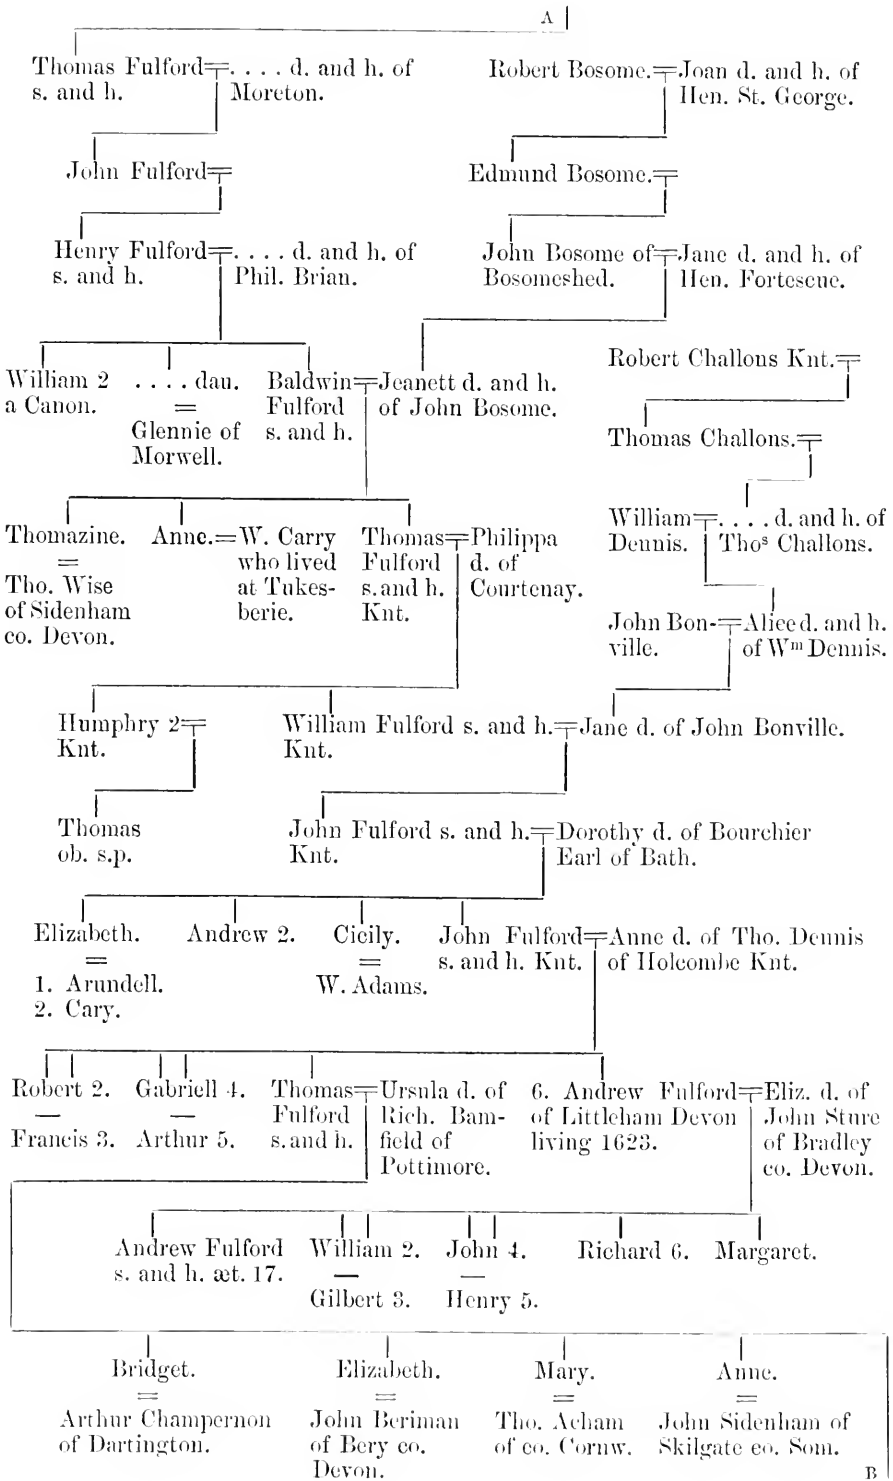 A
Thomas Fulford=. . . . d. and h. of
s. and h. Moreton.
Robert Bosome.=Joan d. and h. of
Hen. St. George.
John Fulford=
Edmund Bosome.=
Henry Fulford=. . . . d. and h. of
s. and h. Phil. Brian.
John Bosome of=Jane d. and h. of
Bosomeshed. Hen. Fortescue.
Robert Challons Knt.=
William 2
a Canon.
. . . . dau.
=
Glennie of
Morwell.
Baldwin=Jeanett d. and h.
Fulford of John Bosome.
s. and h.
Thomas Challons.=
William=. . . . d. and h. of
Dennis. Thoˢ Challons.
Thomazine.
=
Tho. Wise
of Sidenham
co. Devon.
Anne.=W. Carry
who lived
at Tukes-
berie.
Thomas=Philippa
Fulford d. of
s. and h. Courtenay.
Knt.
John Bon-=Alice d. and h.
ville. of Wᵐ Dennis.
Humphry 2=
Knt.
William Fulford s. and h.=Jane d. of John Bonville.
Knt.
Thomas
ob. s.p.
John Fulford s. and h.=Dorothy d. of Bourchier
Knt. Earl of Bath.
Elizabeth.
=
1. Arundell.
2. Cary.
Andrew 2.
Cicily.
=
W. Adams.
John Fulford=Anne d. of Tho. Dennis
s. and h. Knt. of Holcombe Knt.
Robert 2.
—
Francis 3.
Gabriell 4.
—
Arthur 5.
Thomas=Ursula d. of
Fulford Rich. Bam-
s. and h. field of
Pottimore.
6. Andrew Fulford=Eliz. d. of
of Littleham Devon John Sture
living 1623. of Bradley
co. Devon.
Andrew Fulford
s. and h. æt. 17.
William 2.
—
Gilbert 3.
John 4.
—
Henry 5.
Richard 6.
Margaret.
Bridget.
=
Arthur Champernon
of Dartington.
Elizabeth.
=
John Beriman
of Bery co.
Devon.
Mary.
=
Tho. Acham
of co. Cornw.
Anne.
=
John Sidenham of
Skilgate co. Som.
B